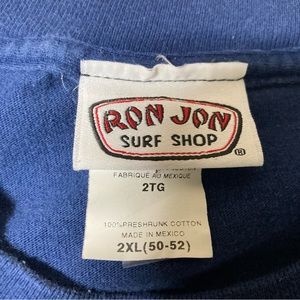 RON JON
SURF SHOP
®
FABRIQUÉ AU MEXIQUE
2TG
100% PRESHRUNK COTTON
MADE IN MEXICO
2XL(50-52)